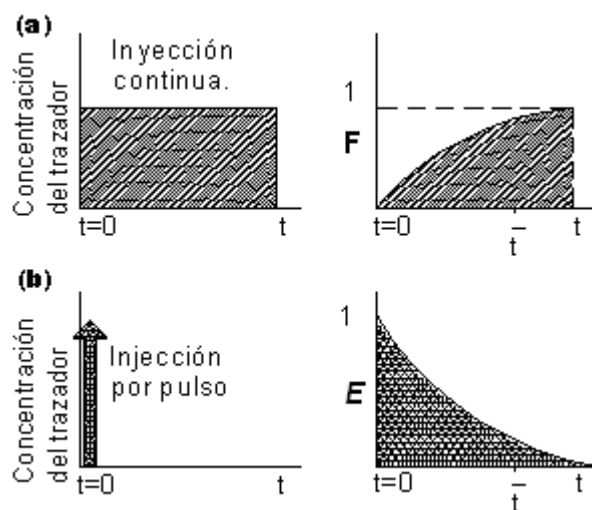 (a)
Inyección
continua.
Concentración
del trazador
t=0 t
1
F
t=0 t̅ t
(b)
Injección
por pulso
Concentración
del trazador
t=0 t
1
E
t=0 t̅ t